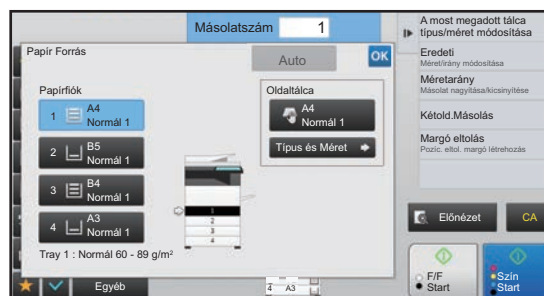 Másolatszám 1
Papír Forrás
Auto
OK
Papírfiók
1 A4
Normál 1
2 B5
Normál 1
3 B4
Normál 1
4 A3
Normál 1
Tray 1 : Normál 60 - 89 g/m²
Oldaltálca
A4
Normál 1
Típus és Méret
1
2
3
4
Egyéb
4 A3
A most megadott tálca
típus/méret módosítása
Eredeti
Méret/irány módosítása
Méretarány
Másolat nagyítása/kicsinyítése
Kétold.Másolás
Margó eltolás
Pozíc. eltol. margó létrehozás
Előnézet
CA
F/F
Start
Szín
Start